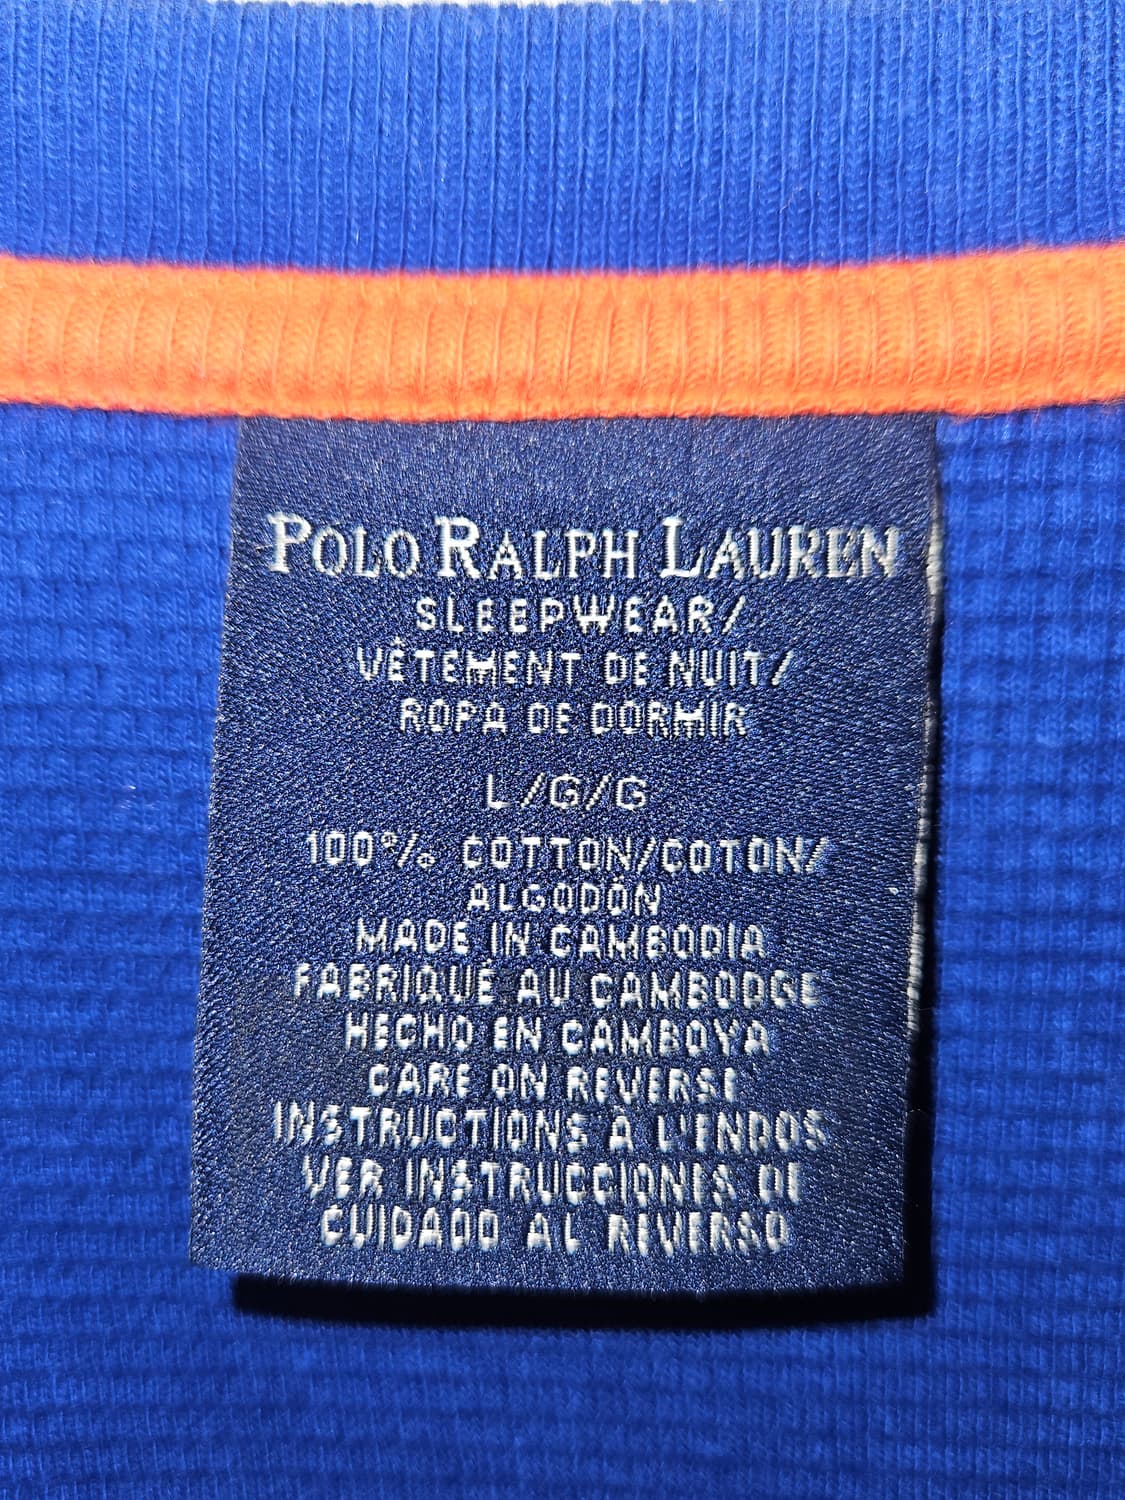 POLO RALPH LAUREN
SLEEPWEAR/
VÊTEMENT DE NUIT/
ROPA DE DORMIR
L/G/G
100% COTTON/COTON/
ALGODÓN
MADE IN CAMBODIA
FABRIQUÉ AU CAMBODGE
HECHO EN CAMBOYA
CARE ON REVERSE
INSTRUCTIONS À L'ENDOS
VER INSTRUCCIONES DE
CUIDADO AL REVERSO